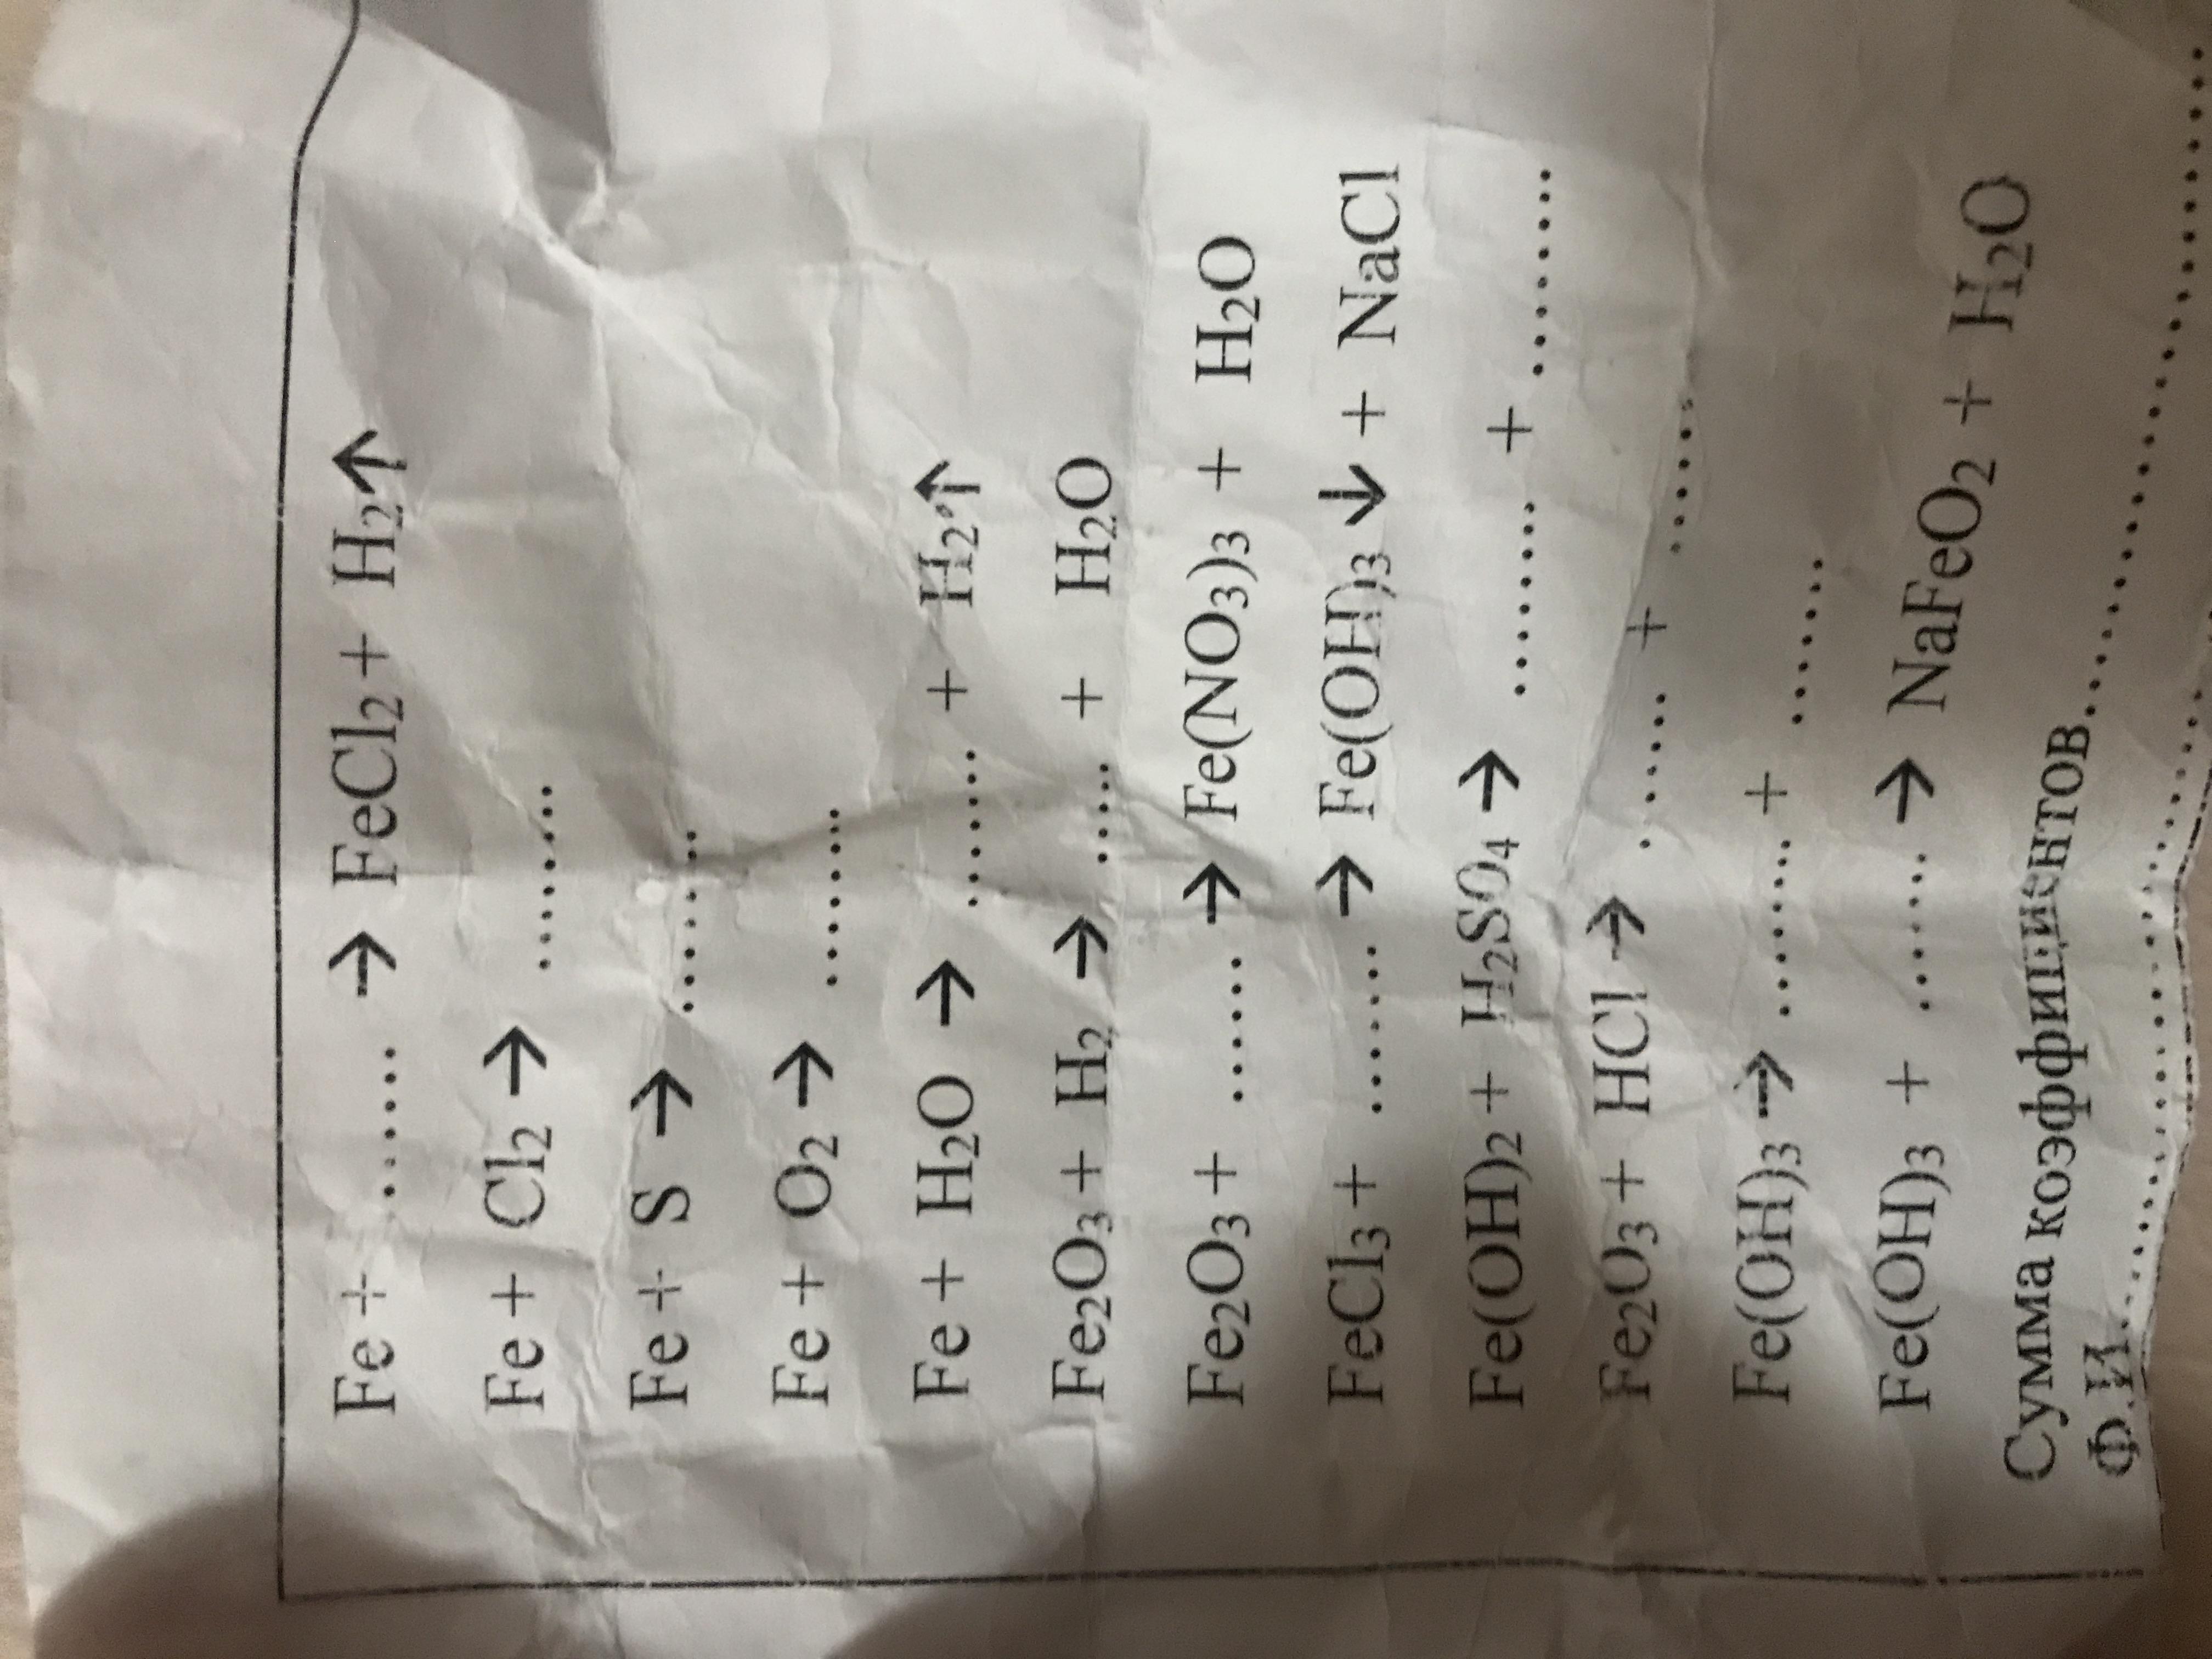 Fe + ....... → FeCl₂ + H₂↑
Fe + Cl₂ → ........
Fe + S → ........
Fe + O₂ → ........
Fe + H₂O → ....... + H₂↑
Fe₂O₃ + H₂ → ..... + H₂O
Fe₂O₃ + ....... → Fe(NO₃)₃ + H₂O
FeCl₃ + ....... → Fe(OH)₃ ↓ + NaCl
Fe(OH)₂ + H₂SO₄ → ........ + .........
Fe₂O₃ + HCl → ....... + .......
Fe(OH)₃ → ........ + .......
Fe(OH)₃ + ....... → NaFeO₂ + H₂O
Сумма коэффициентов..............................
Ф.И..............................